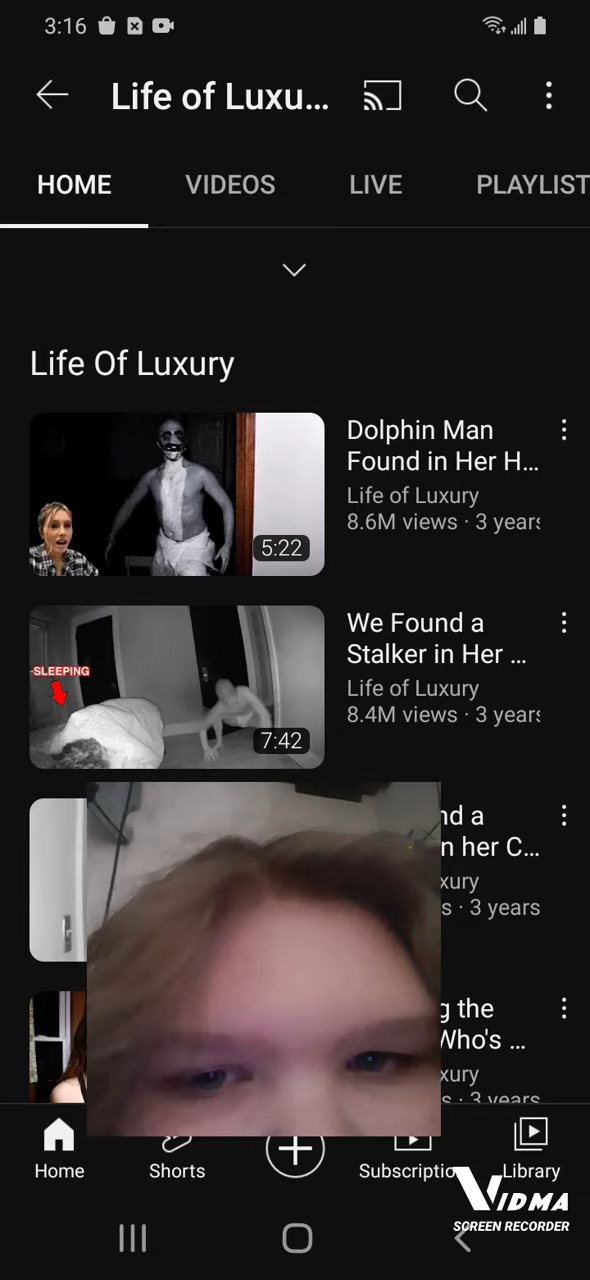 3:16
Life of Luxu...
HOME VIDEOS LIVE PLAYLIST
Life Of Luxury
Dolphin Man
Found in Her H...
Life of Luxury
8.6M views · 3 years
5:22
We Found a
Stalker in Her ...
Life of Luxury
8.4M views · 3 years
SLEEPING
7:42
nd a
n her C...
xury
s · 3 years
g the
Who's ...
xury
s · 3 years
Home Shorts Subscriptio Library
VIDMA
SCREEN RECORDER